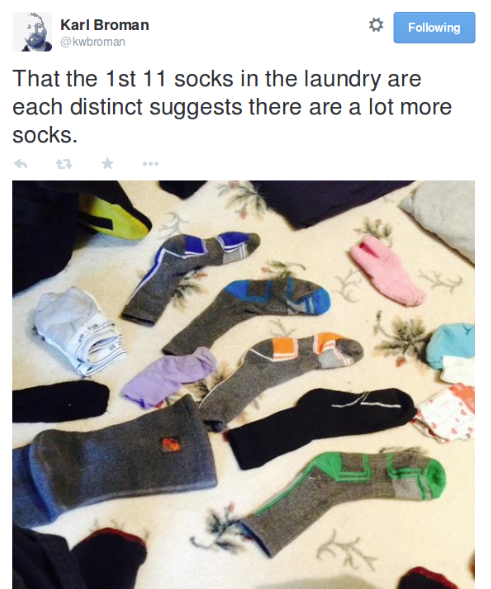 Karl Broman
@kwbroman
Following
That the 1st 11 socks in the laundry are
each distinct suggests there are a lot more
socks.